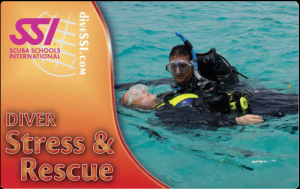 SSI
SCUBA SCHOOLS
INTERNATIONAL
diveSSI.com
DIVER
Stress &
Rescue